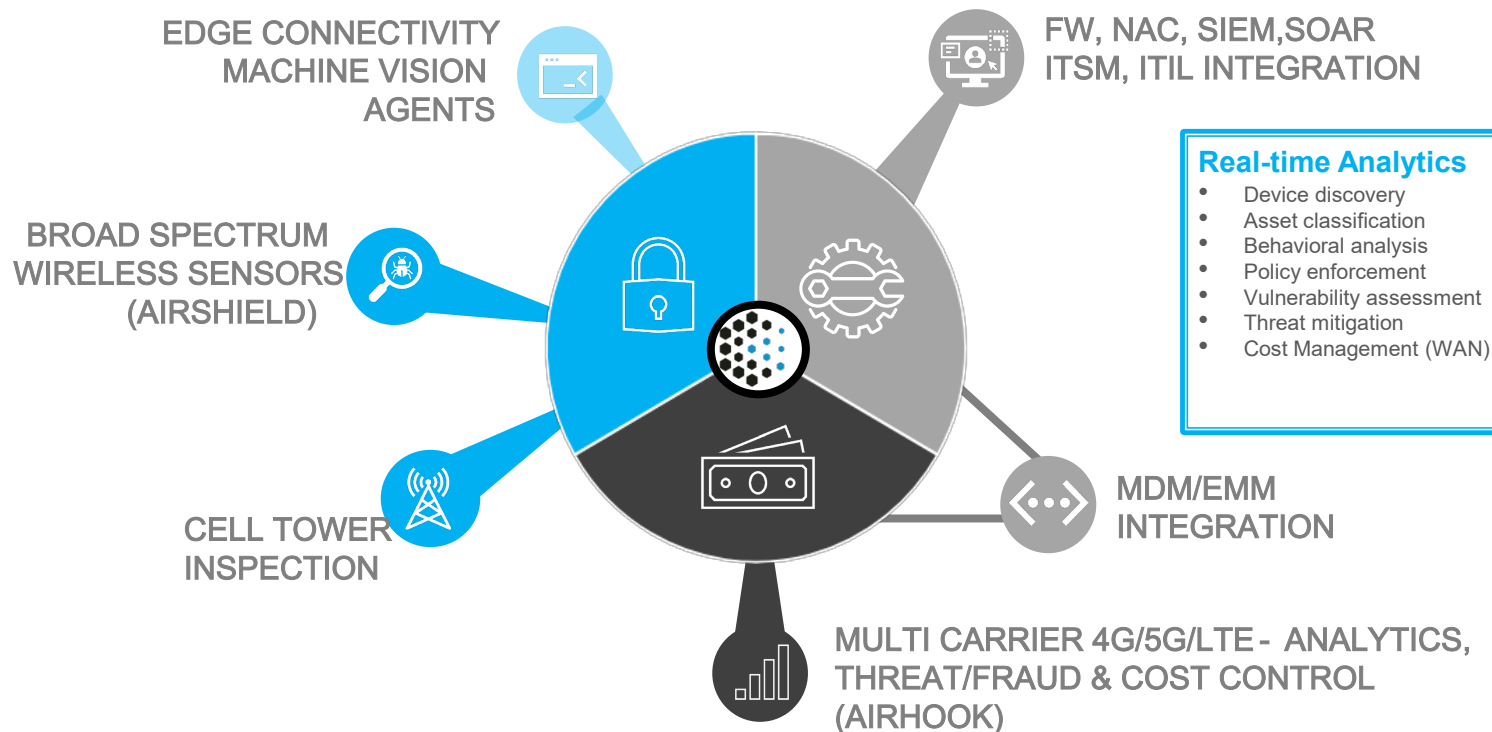 EDGE CONNECTIVITY
MACHINE VISION
AGENTS
FW, NAC, SIEM,SOAR
ITSM, ITIL INTEGRATION
Real-time Analytics
• Device discovery
• Asset classification
• Behavioral analysis
• Policy enforcement
• Vulnerability assessment
• Threat mitigation
• Cost Management (WAN)
BROAD SPECTRUM
WIRELESS SENSORS
(AIRSHIELD)
CELL TOWER
INSPECTION
MDM/EMM
INTEGRATION
MULTI CARRIER 4G/5G/LTE - ANALYTICS,
THREAT/FRAUD & COST CONTROL
(AIRHOOK)